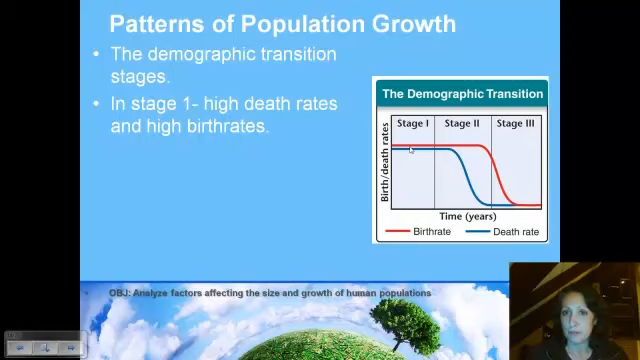 Patterns of Population Growth
• The demographic transition
stages.
• In stage 1- high death rates
and high birthrates.
The Demographic Transition
Stage I Stage II Stage III
Birth/death rates
Time (years)
Birthrate Death rate
OBJ: Analyze factors affecting the size and growth of human populations